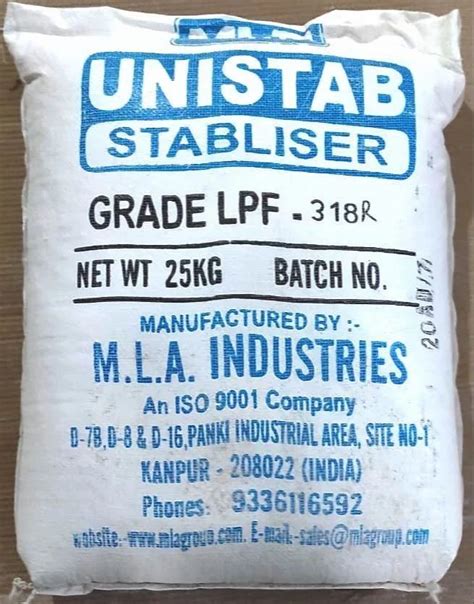 MLA
UNISTAB
STABLISER
GRADE LPF - 318R
NET WT 25KG BATCH NO.
MANUFACTURED BY :-
M.L.A. INDUSTRIES
An ISO 9001 Company
D-7B,D-8 & D-16,PANKI INDUSTRIAL AREA, SITE NO-1
KANPUR - 208022 (INDIA)
Phones: 9336116592
website:-www.mlagroup.com. E-mail:-sales@mlagroup.com